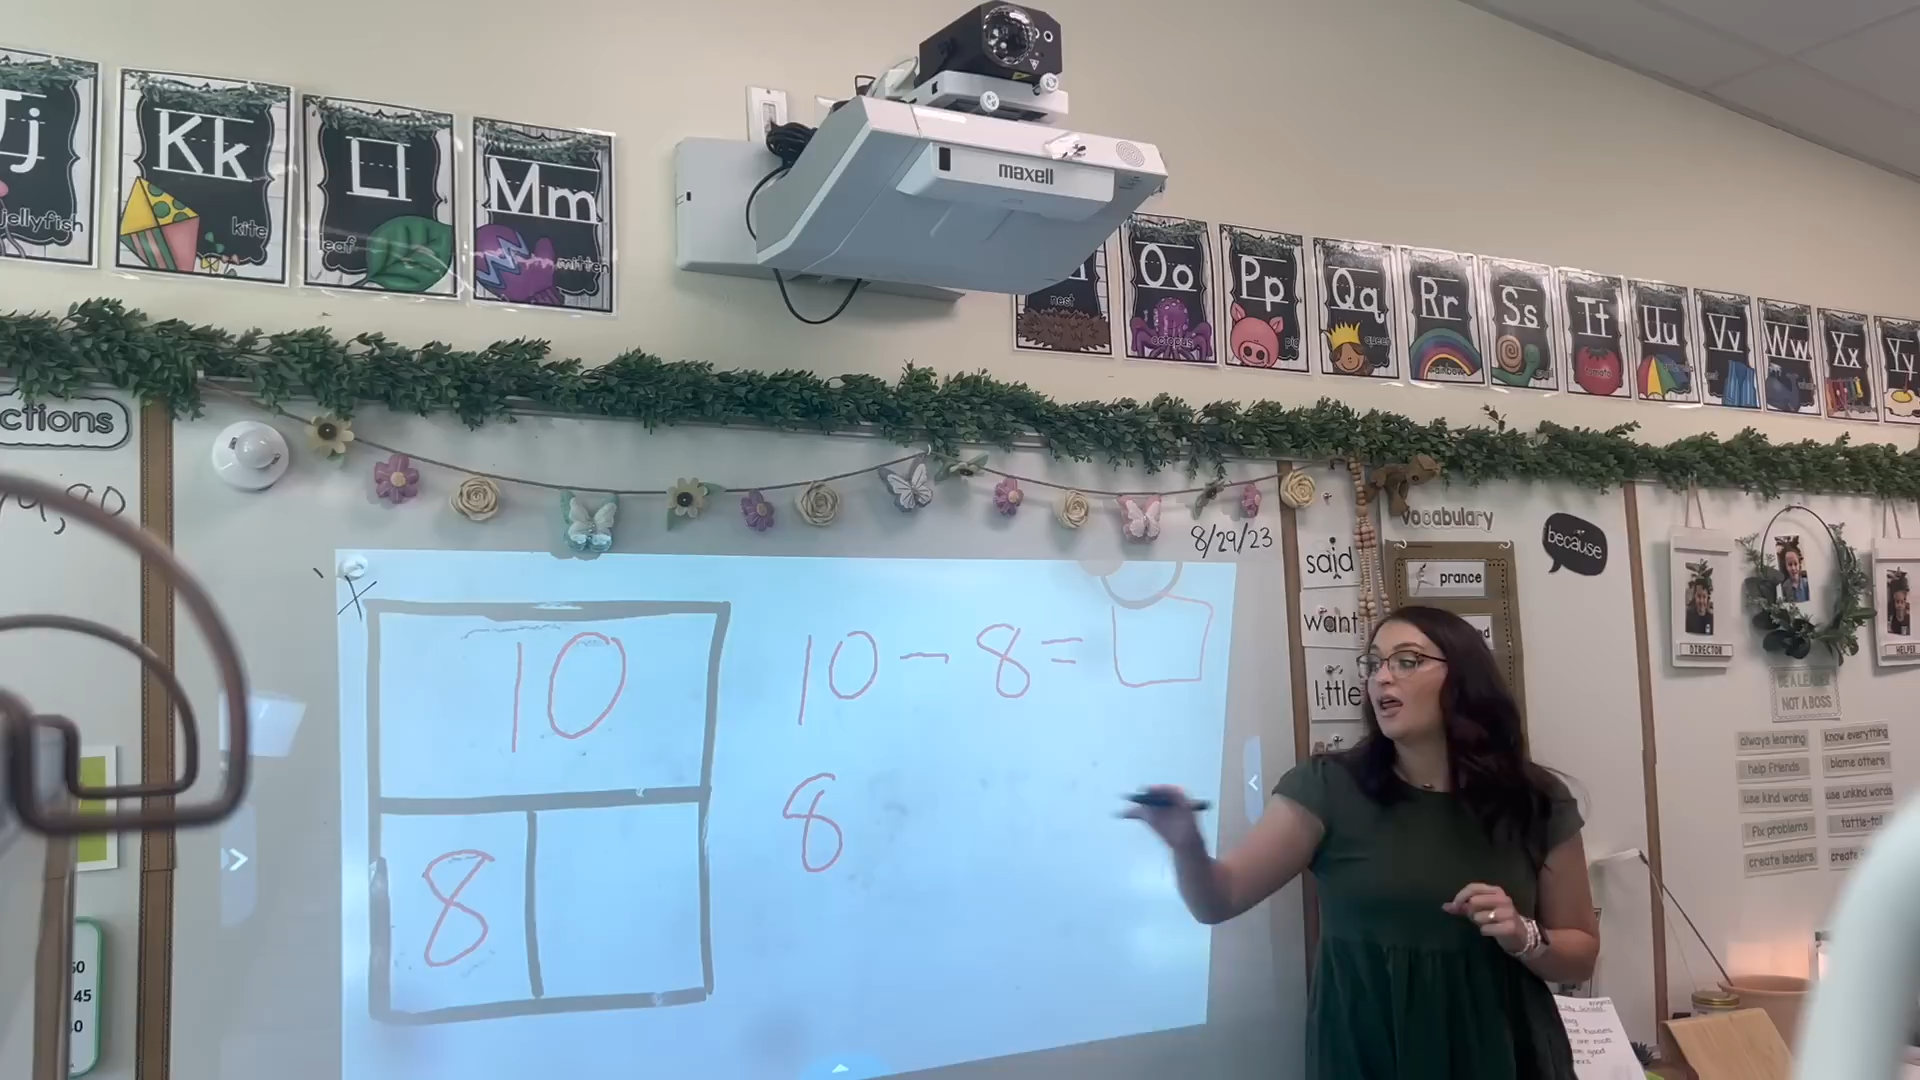 Jj
jellyfish
Kk
kite
Ll
leaf
Mm
mitten
maxell
nest
Oo
octopus
Pp
pig
Qq
queen
Rr
rainbow
Ss
Tt
tomato
Uu
Vv
Ww
Xx
Yy
ctions
8/29/23
vocabulary
because
said
want
little
prance
10
10 - 8 =
8
8
DIRECTOR
HELPER
BE A LEADER
NOT A BOSS
always learning
know everything
help friends
blame others
use kind words
use unkind words
fix problems
tattle-tail
create leaders
create
45